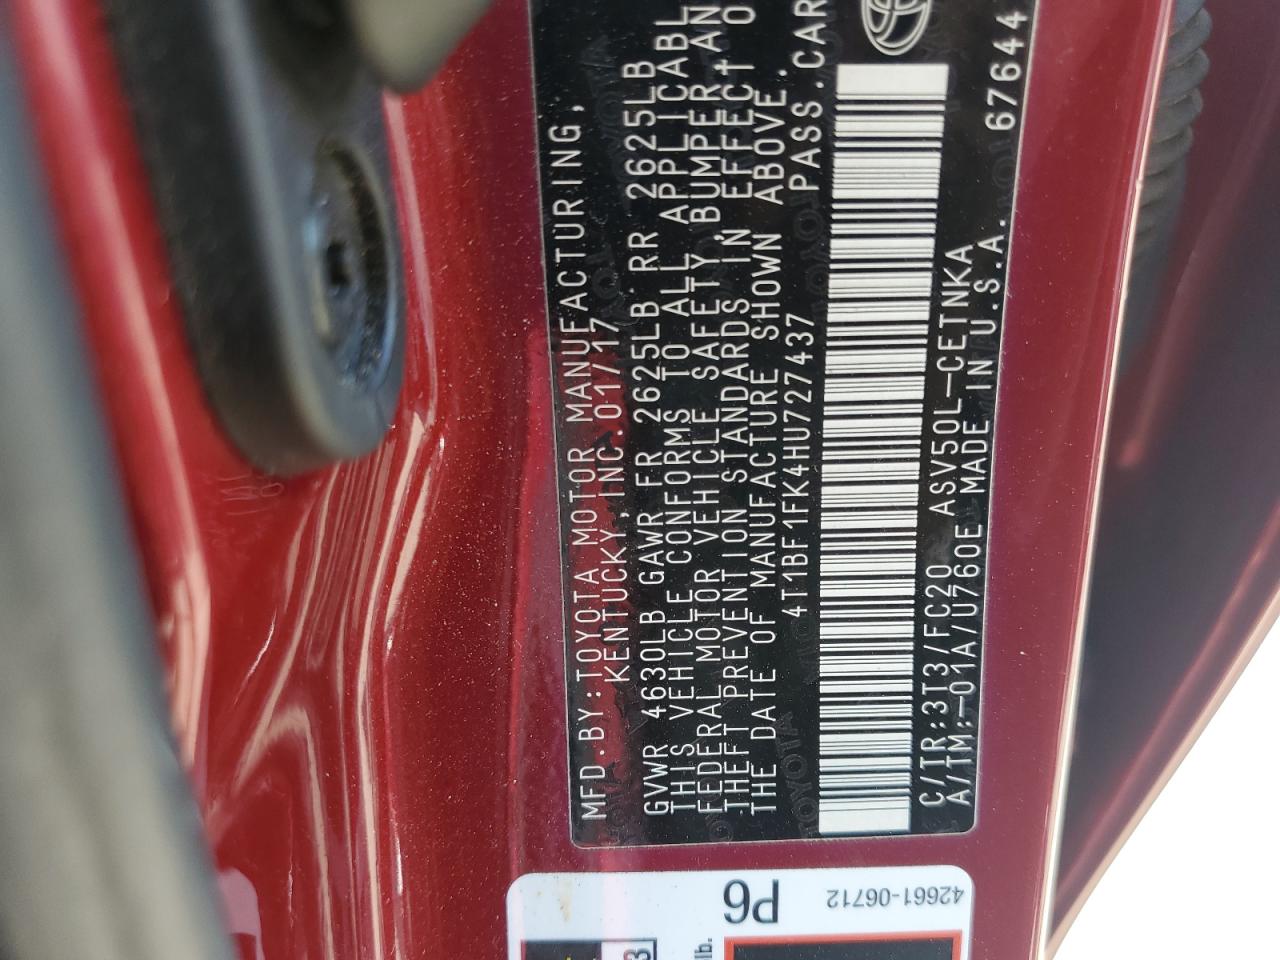 MFD.BY:TOYOTA MOTOR MANUFACTURING,
KENTUCKY,INC.01/17
GVWR 4630LB GAWR FR 2625LB RR 2625LB
THIS VEHICLE CONFORMS TO ALL APPLICABL
FEDERAL MOTOR VEHICLE SAFETY,BUMPER,AN
THEFT PREVENTION STANDARDS IN EFFECT O
THE DATE OF MANUFACTURE SHOWN ABOVE.
4T1BF1FK4HU727437 PASS.CAR
C/TR:3T3/FC20 ASV50L-CETNKA
A/TM:-01A/U760E MADE IN U.S.A. 67644
P6
42661-06712
lb.
3